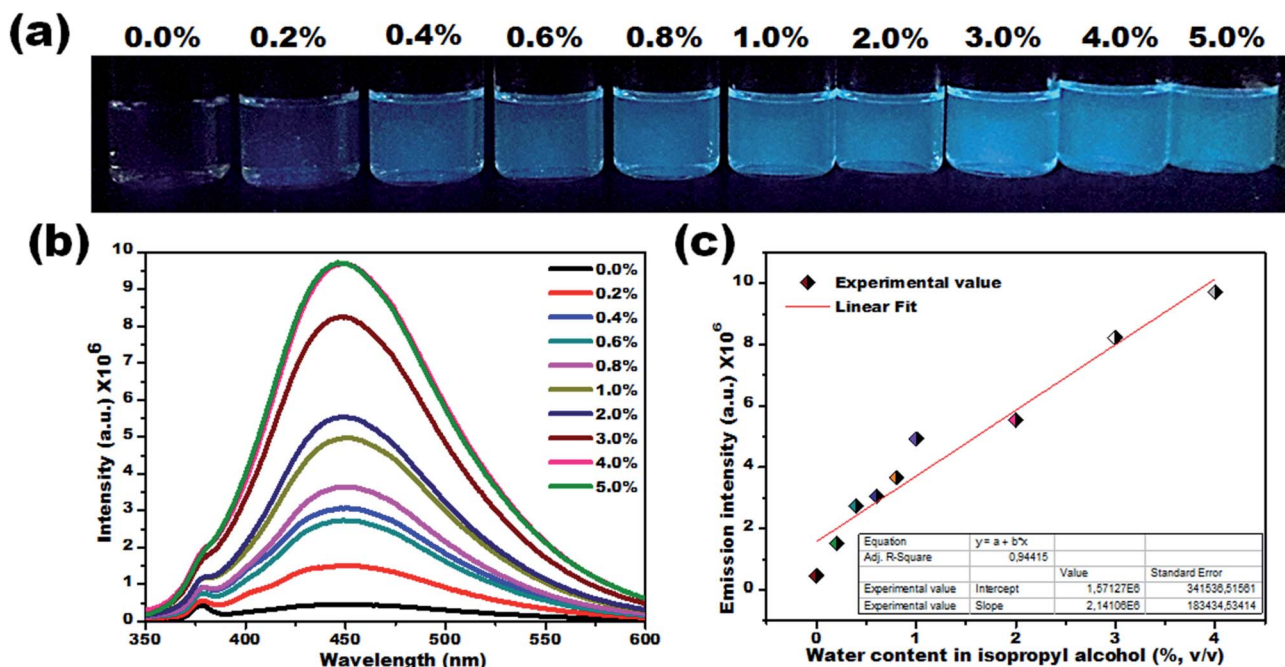 (a)
0.0% 0.2% 0.4% 0.6% 0.8% 1.0% 2.0% 3.0% 4.0% 5.0%
(b)
10
9
8
7
6
5
4
3
2
1
0
350 400 450 500 550 600
Intensity (a.u.) X10⁶
Wavelength (nm)
0.0%
0.2%
0.4%
0.6%
0.8%
1.0%
2.0%
3.0%
4.0%
5.0%
(c)
10
8
6
4
2
0
0 1 2 3 4
Emission intensity (a.u.) X10⁶
Water content in isopropyl alcohol (%, v/v)
Experimental value
Linear Fit
Equation y = a + b*x
Adj. R-Square 0,94415
Value Standard Error
Experimental value Intercept 1,57127E6 341536,51561
Experimental value Slope 2,14106E6 183434,53414